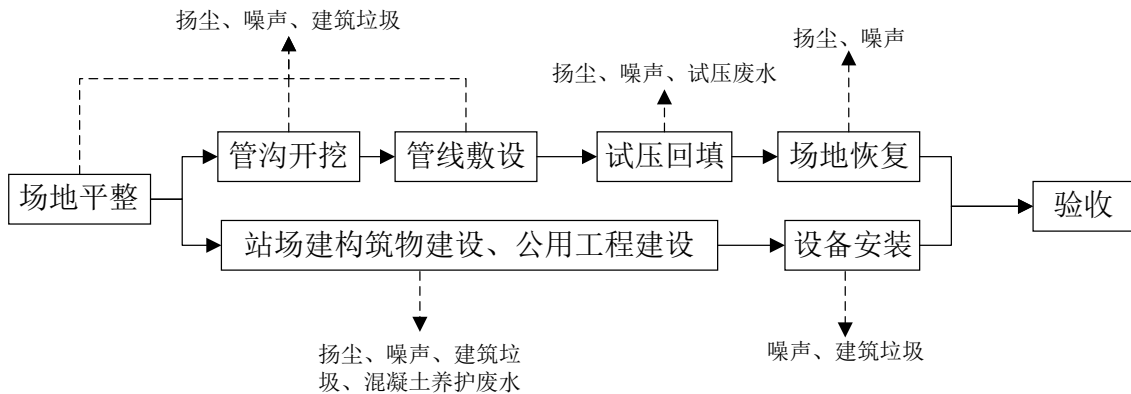 扬尘、噪声、建筑垃圾
扬尘、噪声
扬尘、噪声、试压废水
管沟开挖
管线敷设
试压回填
场地恢复
场地平整
验收
站场建构筑物建设、公用工程建设
设备安装
扬尘、噪声、建筑垃
圾、混凝土养护废水
噪声、建筑垃圾